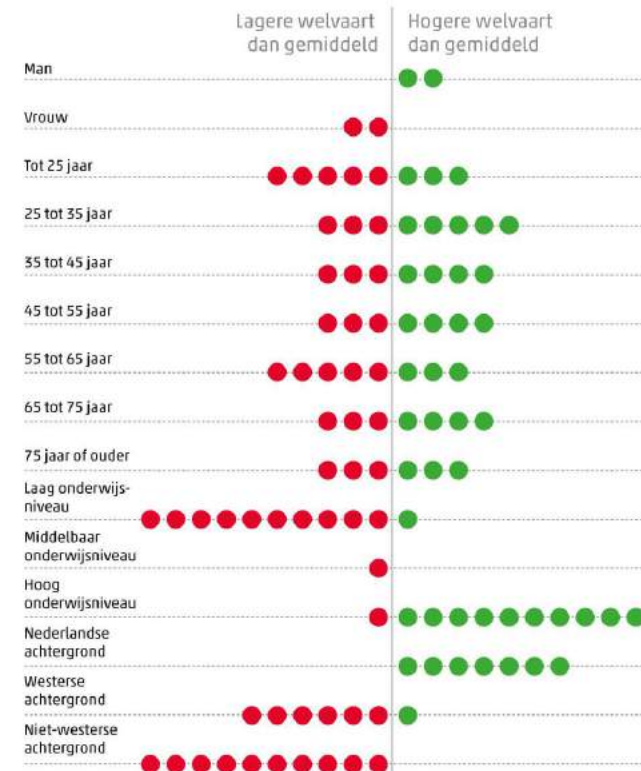 Lagere welvaart
dan gemiddeld
Hogere welvaart
dan gemiddeld
Man
Vrouw
Tot 25 jaar
25 tot 35 jaar
35 tot 45 jaar
45 tot 55 jaar
55 tot 65 jaar
65 tot 75 jaar
75 jaar of ouder
Laag onderwijs-
niveau
Middelbaar
onderwijsniveau
Hoog
onderwijsniveau
Nederlandse
achtergrond
Westerse
achtergrond
Niet-westerse
achtergrond